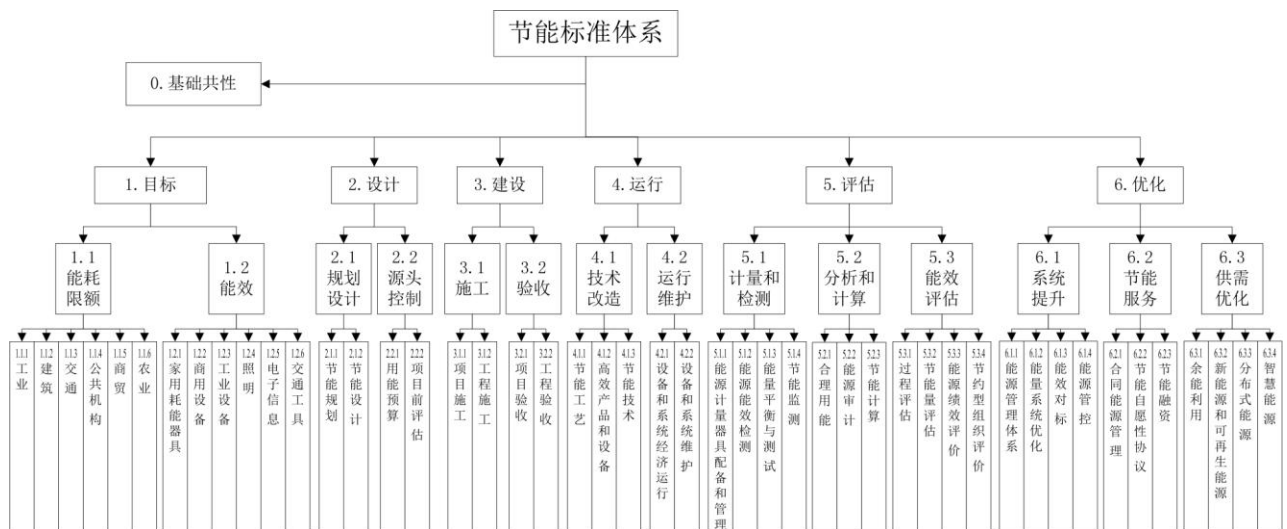 节能标准体系
0.基础共性
1.目标
2.设计
3.建设
4.运行
5.评估
6.优化
1.1
能耗
限额
1.2
能效
2.1
规划
设计
2.2
源头
控制
3.1
施工
3.2
验收
4.1
技术
改造
4.2
运行
维护
5.1
计量和
检测
5.2
分析和
计算
5.3
能效
评估
6.1
系统
提升
6.2
节能
服务
6.3
供需
优化
1.1.1工业
1.1.2建筑
1.1.3交通
1.1.4公共机构
1.1.5商贸
1.1.6农业
1.2.1家用耗能器具
1.2.2商用设备
1.2.3工业设备
1.2.4照明
1.2.5电子信息
1.2.6交通工具
2.1.1节能规划
2.1.2节能设计
2.2.1用能预算
2.2.2项目前评估
3.1.1项目施工
3.1.2工程施工
3.2.1项目验收
3.2.2工程验收
4.1.1节能工艺
4.1.2高效产品和设备
4.1.3节能技术
4.2.1设备和系统经济运行
4.2.2设备和系统维护
5.1.1能源计量器具配备和管理
5.1.2能源能效检测
5.1.3能量平衡与测试
5.1.4节能监测
5.2.1合理用能
5.2.2能源审计
5.2.3节能计算
5.3.1过程评估
5.3.2节能量评估
5.3.3能源绩效评价
5.3.4节约型组织评价
6.1.1能源管理体系
6.1.2能量系统优化
6.1.3能效对标
6.1.4能源管控
6.2.1合同能源管理
6.2.2节能自愿性协议
6.2.3节能融资
6.3.1余能利用
6.3.2新能源和可再生能源
6.3.3分布式能源
6.3.4智慧能源